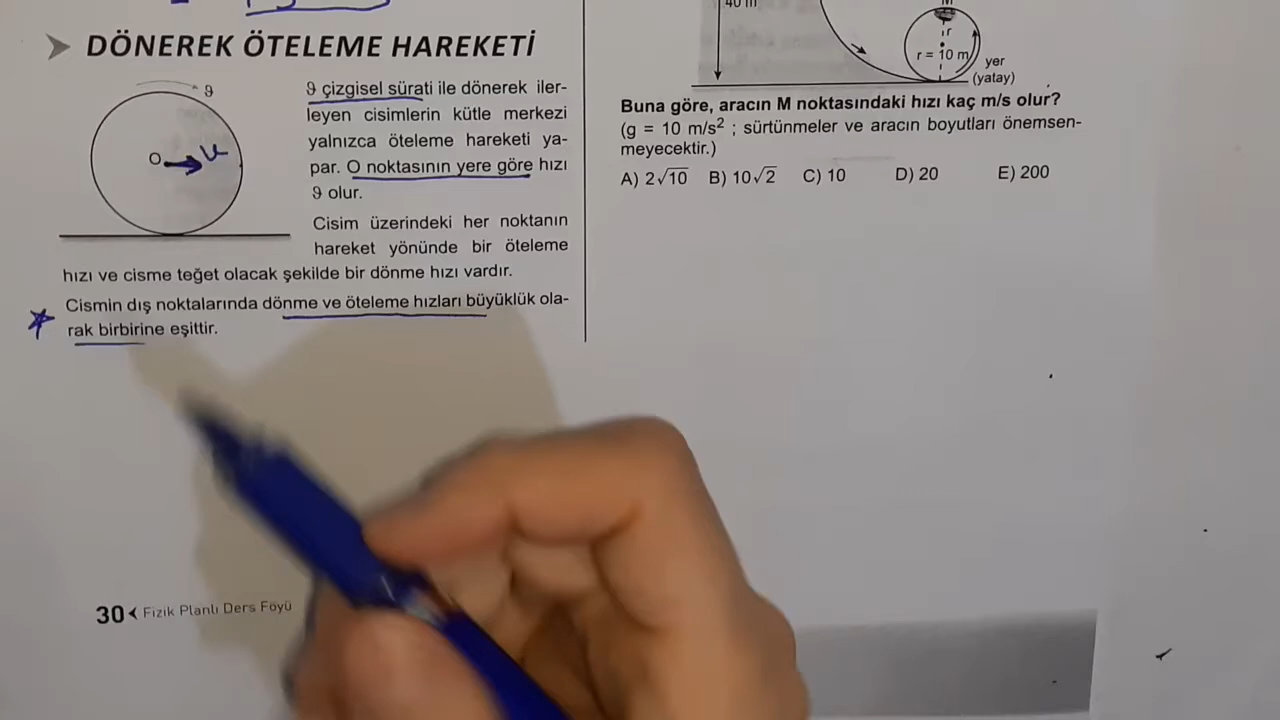 DÖNEREK ÖTELEME HAREKETİ
ϑ
O
u
ϑ çizgisel sürati ile dönerek iler-
leyen cisimlerin kütle merkezi
yalnızca öteleme hareketi ya-
par. O noktasının yere göre hızı
ϑ olur.
Cisim üzerindeki her noktanın
hareket yönünde bir öteleme
hızı ve cisme teğet olacak şekilde bir dönme hızı vardır.
Cismin dış noktalarında dönme ve öteleme hızları büyüklük ola-
rak birbirine eşittir.
30 Fizik Planlı Ders Föyü
40 m
M
r
r = 10 m
yer
(yatay)
Buna göre, aracın M noktasındaki hızı kaç m/s olur?
(g = 10 m/s² ; sürtünmeler ve aracın boyutları önemsen-
meyecektir.)
A) 2√10 B) 10√2 C) 10 D) 20 E) 200